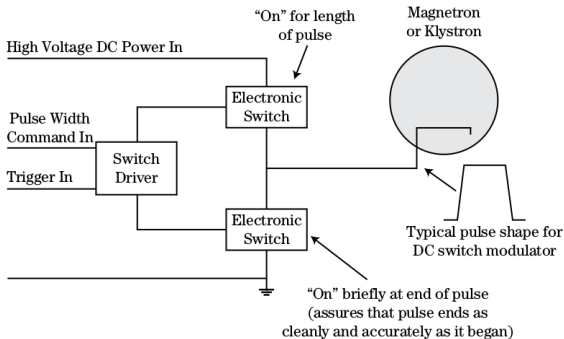 "On" for length
of pulse
Magnetron
or Klystron
High Voltage DC Power In
Electronic
Switch
Pulse Width
Command In
Switch
Driver
Trigger In
Electronic
Switch
Typical pulse shape for
DC switch modulator
"On" briefly at end of pulse
(assures that pulse ends as
cleanly and accurately as it began)